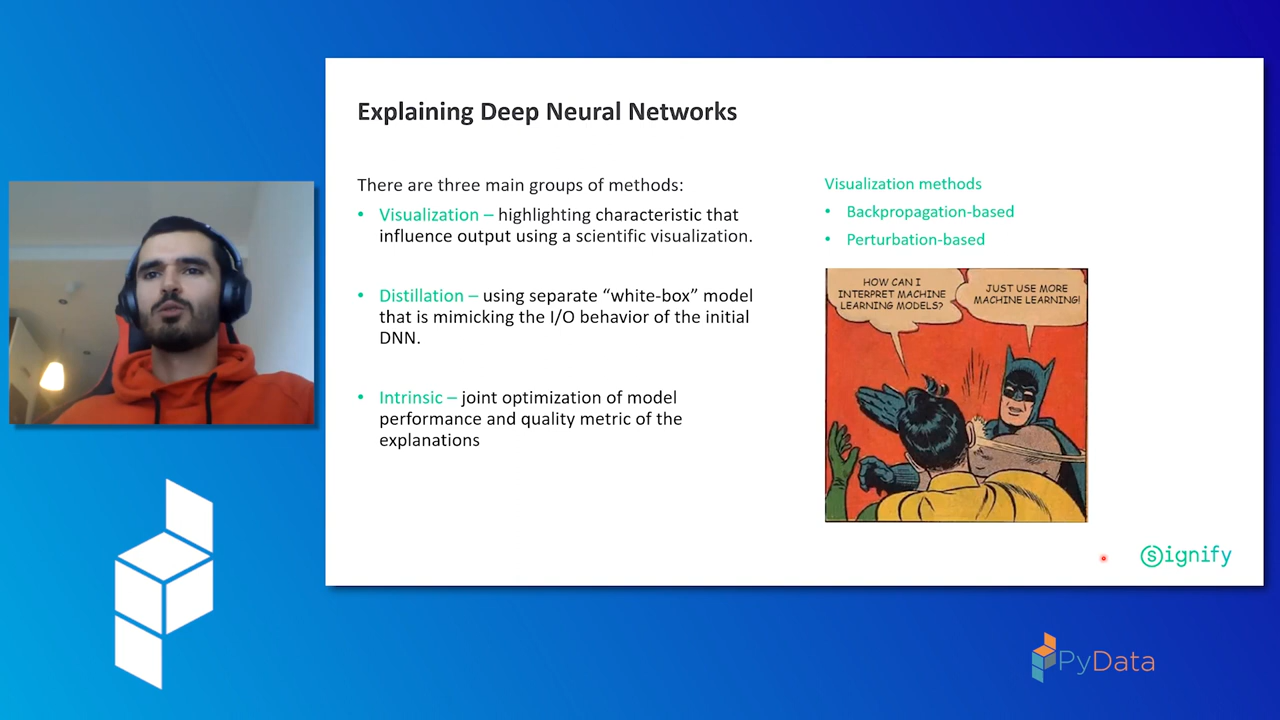 Explaining Deep Neural Networks
There are three main groups of methods:
• Visualization – highlighting characteristic that
influence output using a scientific visualization.
• Distillation – using separate “white-box” model
that is mimicking the I/O behavior of the initial
DNN.
• Intrinsic – joint optimization of model
performance and quality metric of the
explanations
Visualization methods
• Backpropagation-based
• Perturbation-based
HOW CAN I
INTERPRET MACHINE
LEARNING MODELS?
JUST USE MORE
MACHINE LEARNING!
Signify
PyData